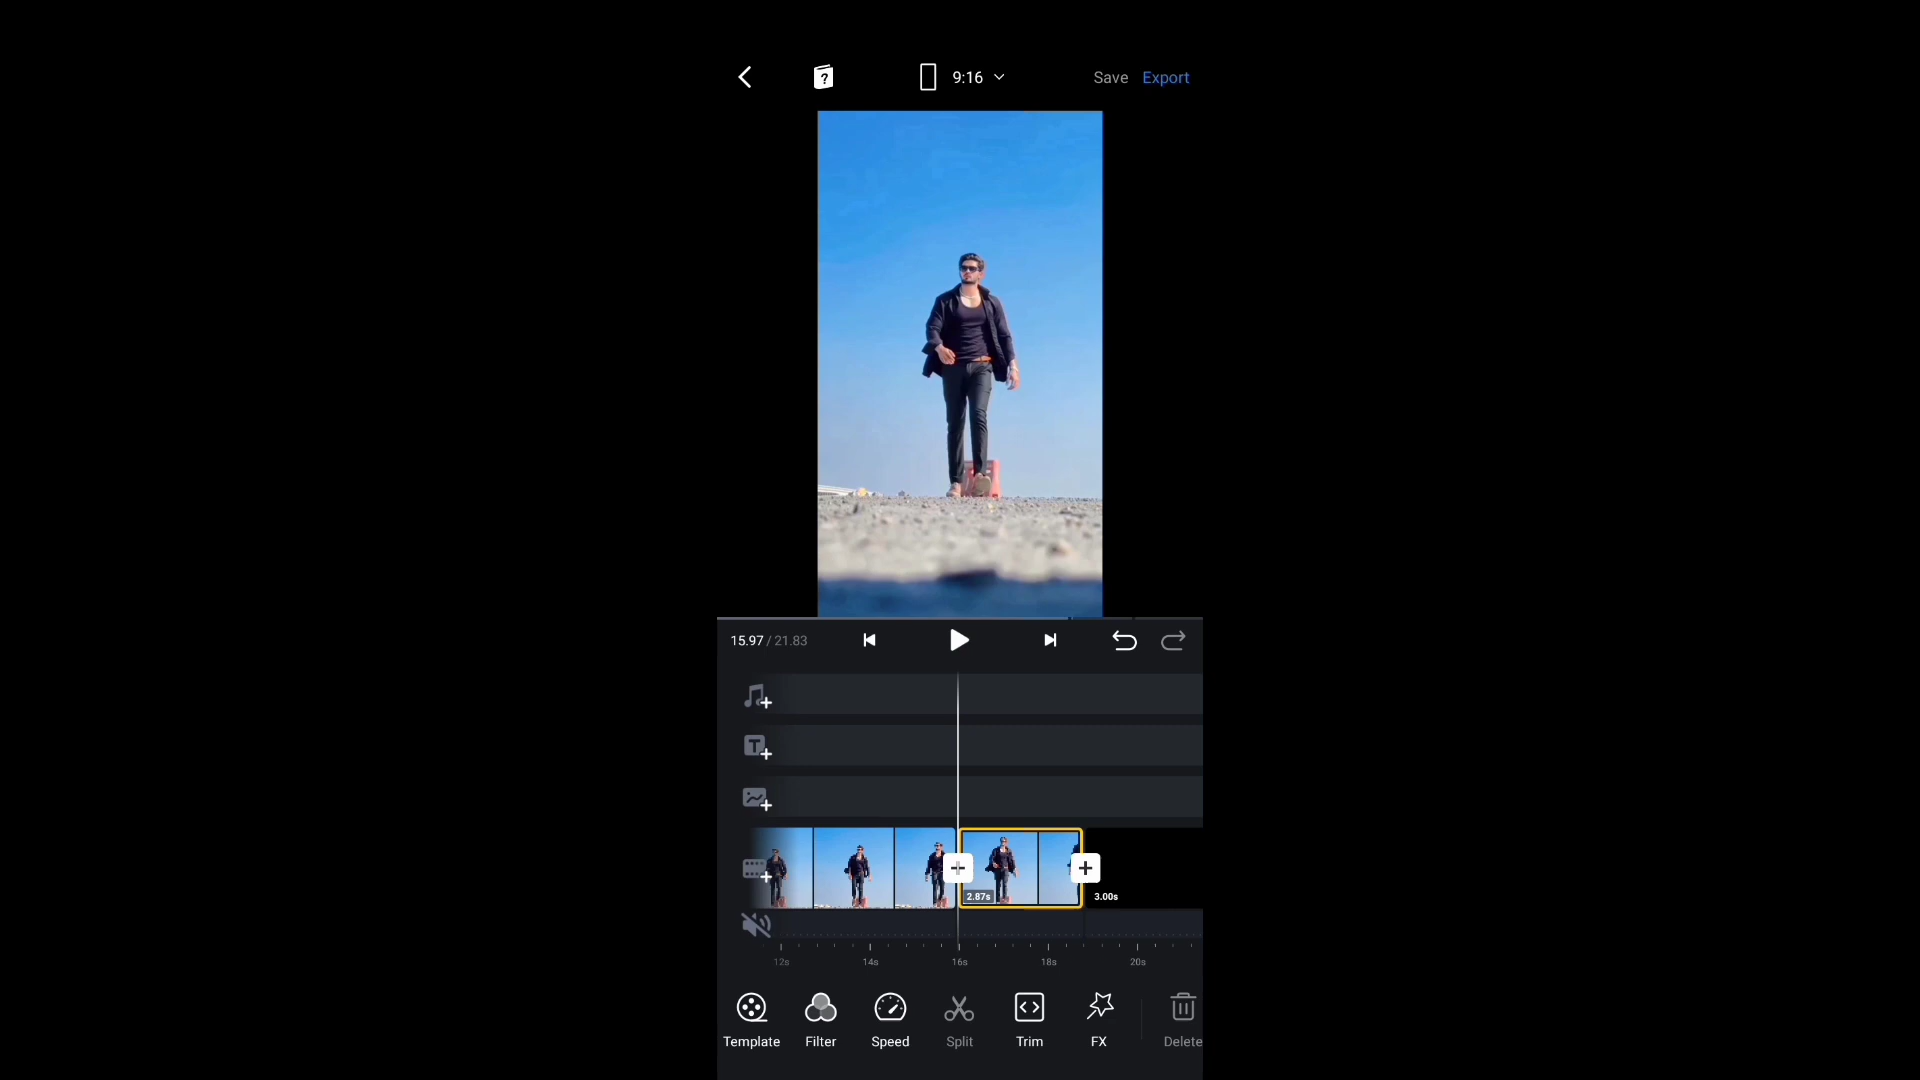 9:16
Save Export
15.97 / 21.83
2.87s
3.00s
12s 14s 16s 18s 20s
Template Filter Speed Split Trim FX Delete